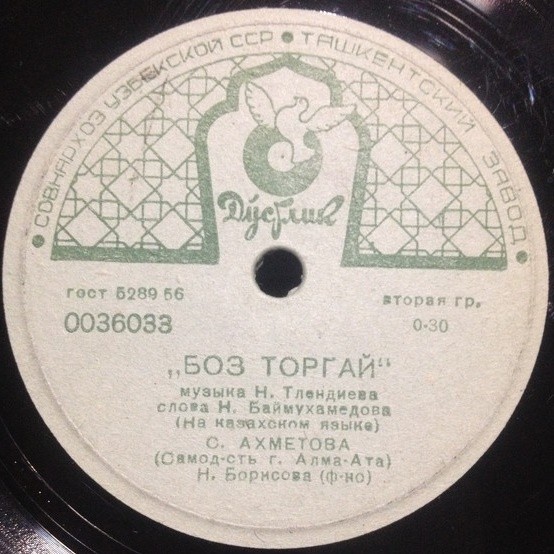 • СОВНАРХОЗ УЗБЕКСКОЙ ССР • ТАШКЕНТСКИЙ ЗАВОД •
Дўстлик
гост 5289 56
вторая гр.
0036033
0-30
„БОЗ ТОРГАЙ“
музыка Н. Тлендиева
слова Н. Баймухамедова
(На казахском языке)
С. АХМЕТОВА
(Самод-сть г. Алма-Ата)
Н. Борисова (ф-но)